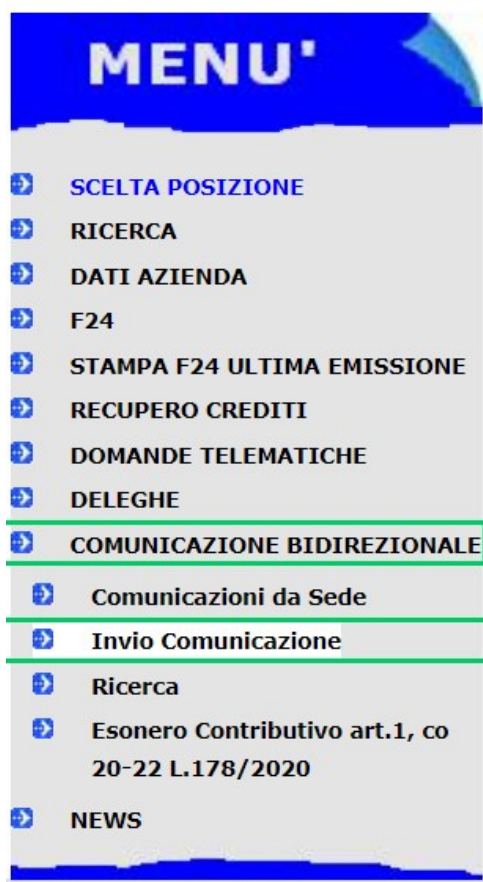 MENU'
SCELTA POSIZIONE
RICERCA
DATI AZIENDA
F24
STAMPA F24 ULTIMA EMISSIONE
RECUPERO CREDITI
DOMANDE TELEMATICHE
DELEGHE
COMUNICAZIONE BIDIREZIONALE
Comunicazioni da Sede
Invio Comunicazione
Ricerca
Esonero Contributivo art.1, co
20-22 L.178/2020
NEWS